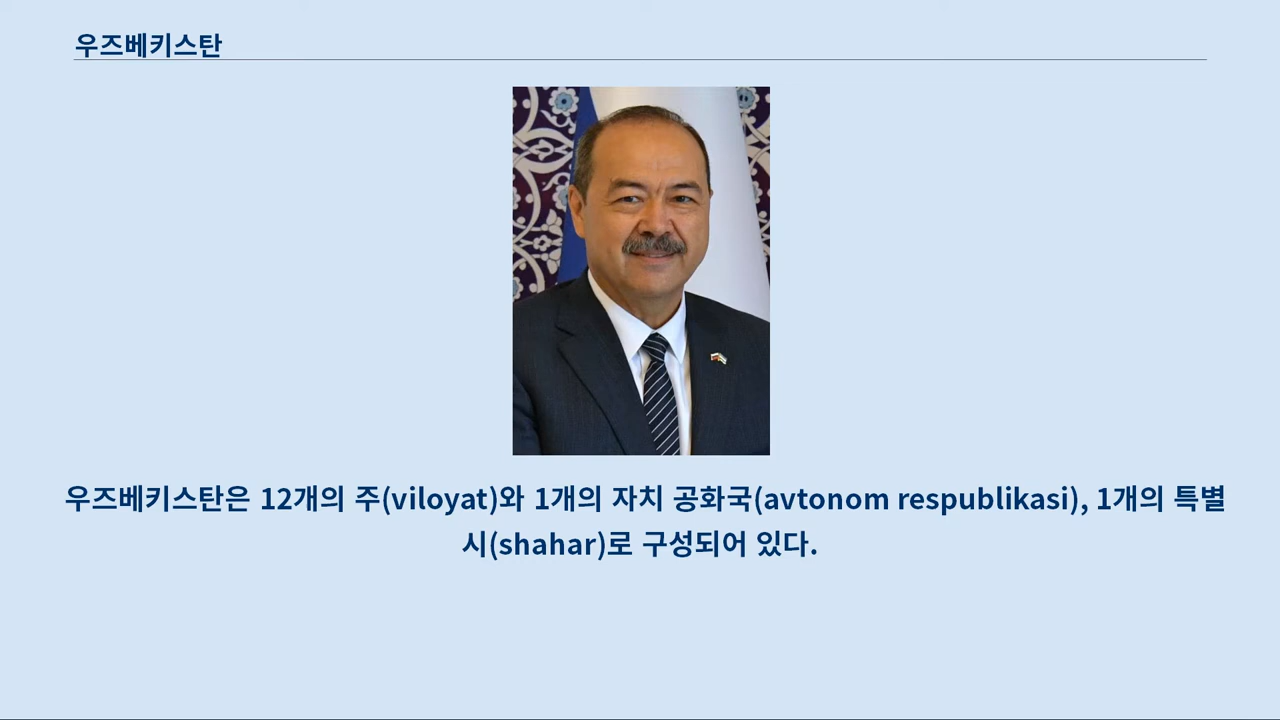 우즈베키스탄
우즈베키스탄은 12개의 주(viloyat)와 1개의 자치 공화국(avtonom respublikasi), 1개의 특별
시(shahar)로 구성되어 있다.